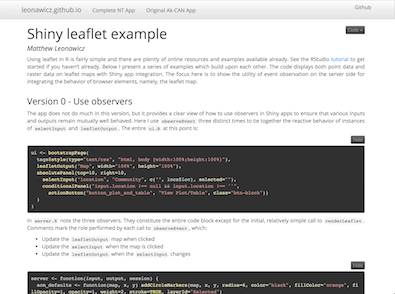 leonawicz.github.io Complete NT App Original Ak-CAN App Github
Shiny leaflet example
Code
Matthew Leonawicz
Using leaflet in R is fairly simple and there are plenty of online resources and examples available already. See the RStudio tutorial to
get started if you haven't already. Below I present a series of examples which build upon each other. The code displays both point data and
raster data on leaflet maps with Shiny app integration. The focus here is to show the utility of event observation on the server side for
integrating the behavior of browser elements, namely, the leaflet map.
Version 0 - Use observers
The app does not do much in this version, but it provides a clear view of how to use observers in Shiny apps to ensure that various inputs
and outputs remain mutually well behaved. Here I use observeEvent three distinct times to tie together the reactive behavior of instances
of selectInput and leafletOutput. The entire ui.R at this point is:
Hide
ui <- bootstrapPage(
tags$style(type="text/css", "html, body {width:100%;height:100%}"),
leafletOutput("Map", width="100%", height="100%"),
absolutePanel(top=10, right=10,
selectInput("location", "Community", c("", locs$loc), selected=""),
conditionalPanel("input.location !== null && input.location !== ''",
actionButton("button_plot_and_table", "View Plot/Table", class="btn-block"))
)
)
In server.R note the three observers. They constitute the entire code block except for the initial, relatively simple call to renderLeaflet.
Comments mark the role performed by each call to observeEvent, which:
• Update the leafletOutput map when clicked
• Update the selectInput when the map is clicked
• Update the leafletOutput when the selectInput changes
Hide
server <- function(input, output, session) {
acm_defaults <- function(map, x, y) addCircleMarkers(map, x, y, radius=6, color="black", fillColor="orange", fi
llOpacity=1, opacity=1, weight=2, stroke=TRUE, layerId="Selected")